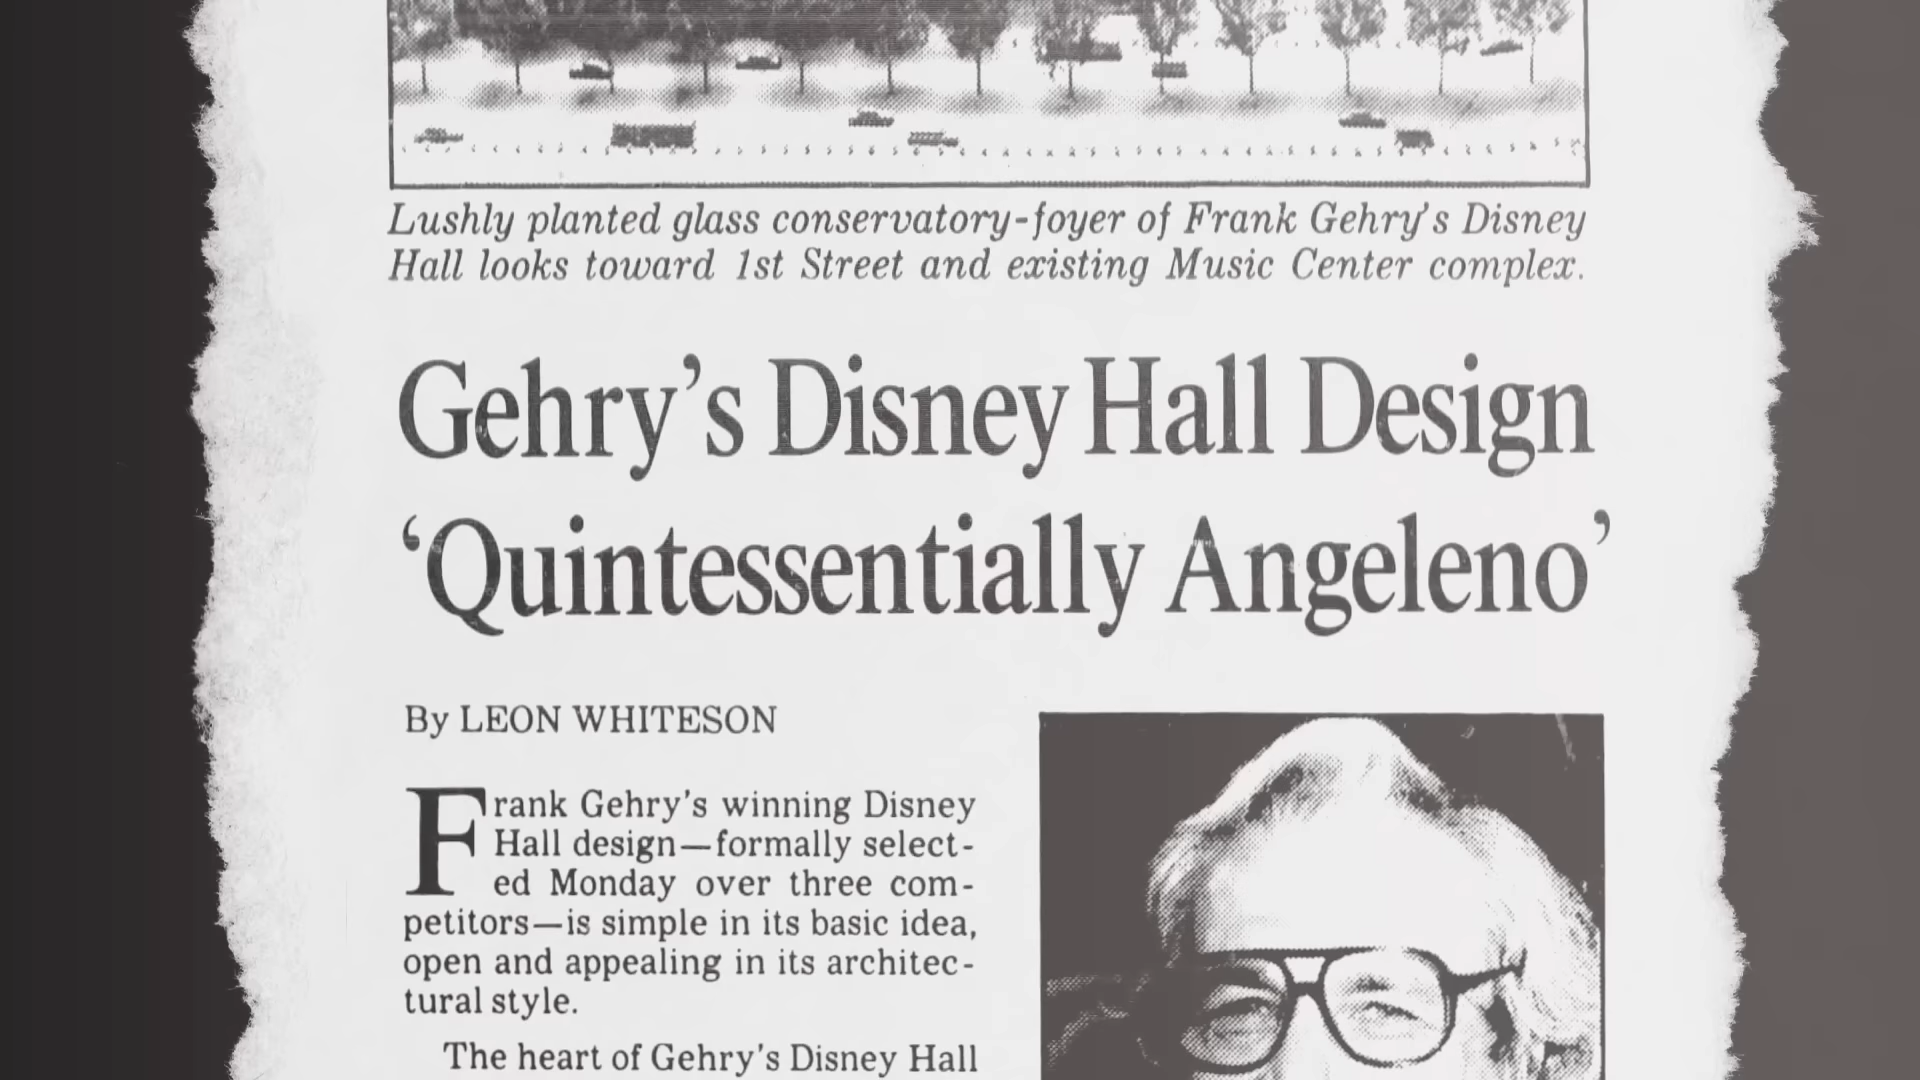 Lushly planted glass conservatory-foyer of Frank Gehry's Disney
Hall looks toward 1st Street and existing Music Center complex.
Gehry's Disney Hall Design
‘Quintessentially Angeleno’
By LEON WHITESON
Frank Gehry's winning Disney
Hall design—formally select-
ed Monday over three com-
petitors—is simple in its basic idea,
open and appealing in its architec-
tural style.
The heart of Gehry's Disney Hall